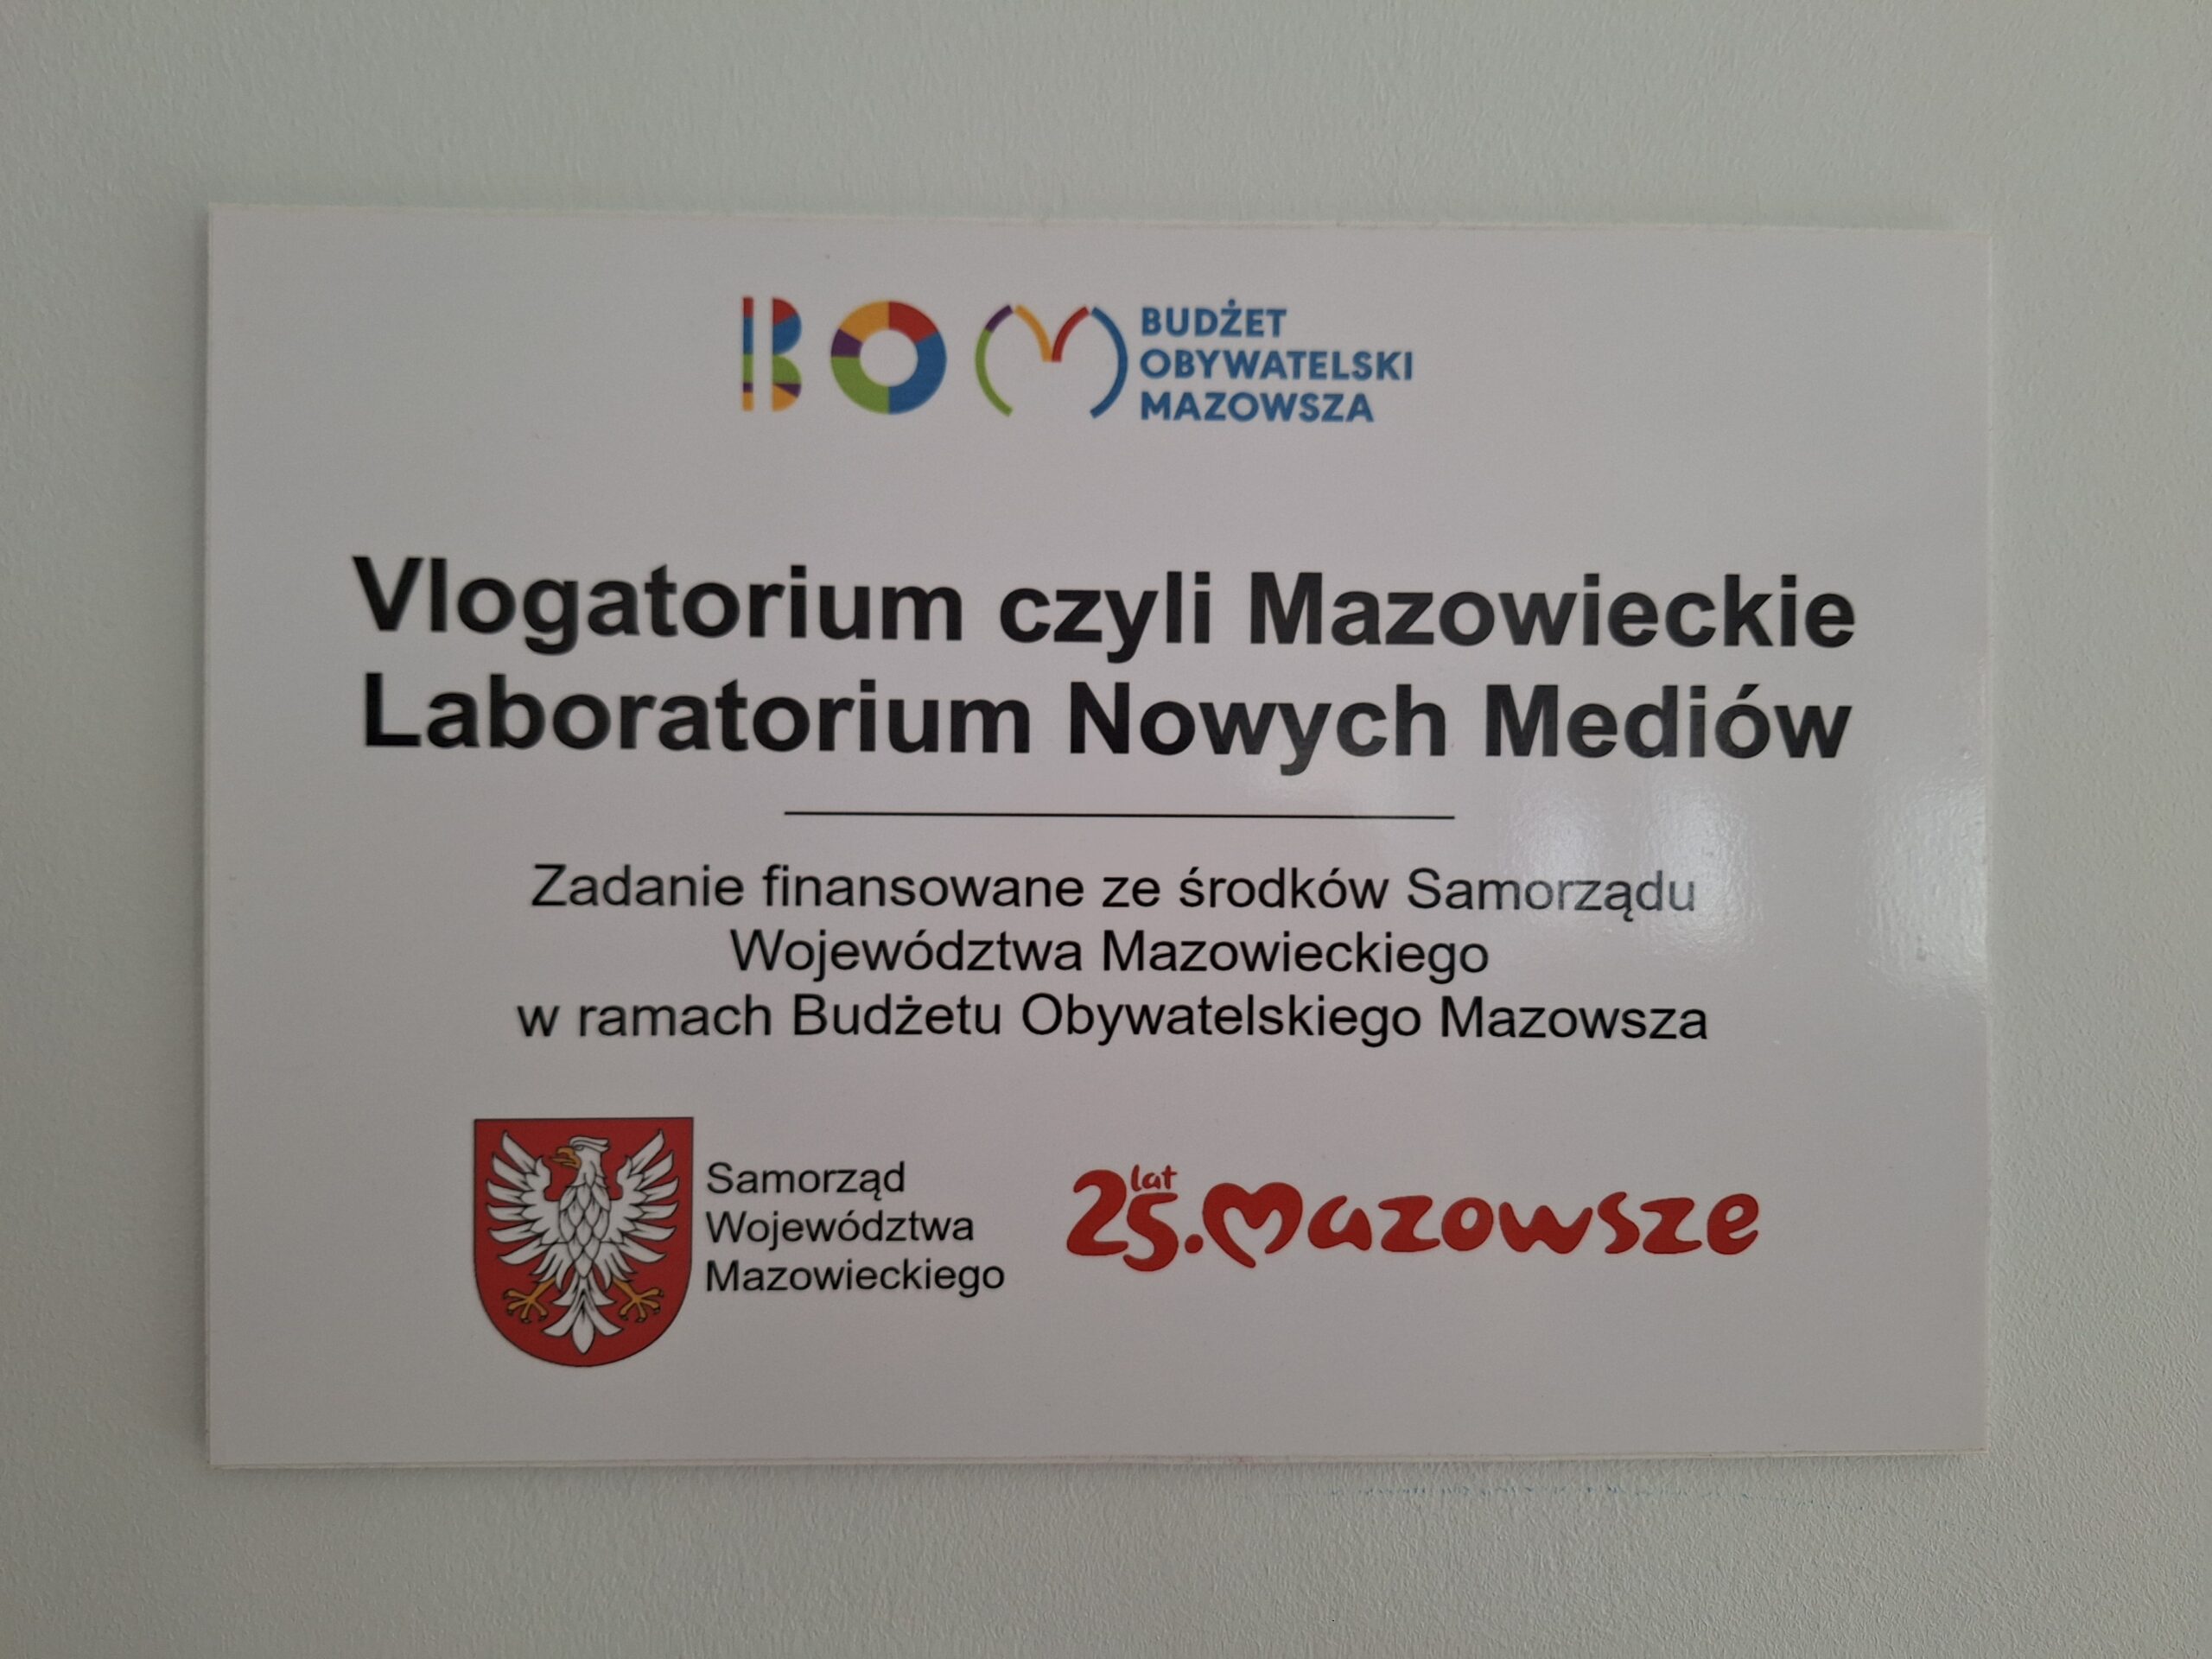 BOM
BUDŻET
OBYWATELSKI
MAZOWSZA
Vlogatorium czyli Mazowieckie
Laboratorium Nowych Mediów
Zadanie finansowane ze środków Samorządu
Województwa Mazowieckiego
w ramach Budżetu Obywatelskiego Mazowsza
Samorząd
Województwa
Mazowieckiego
25 lat. Mazowsze